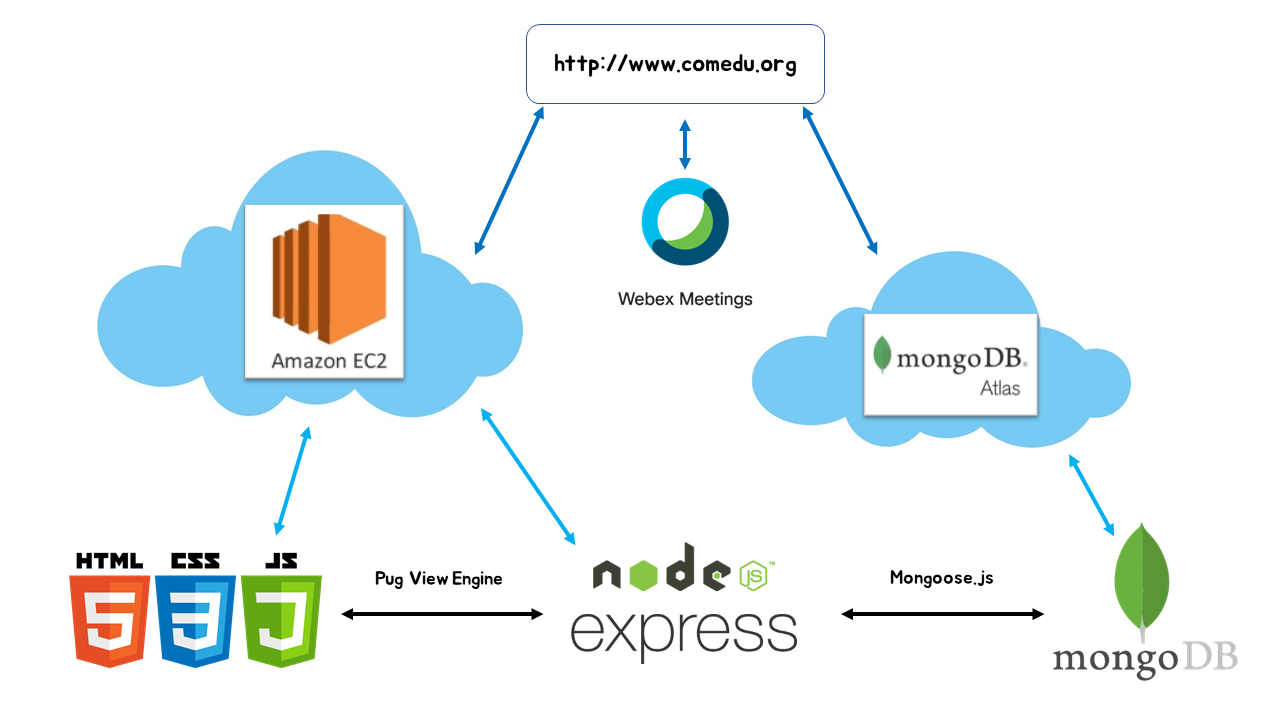 http://www.comedu.org
Webex Meetings
Amazon EC2
mongoDB®
Atlas
HTML
CSS
JS
5
3
J
Pug View Engine
node
JS™
express
Mongoose.js
mongoDB